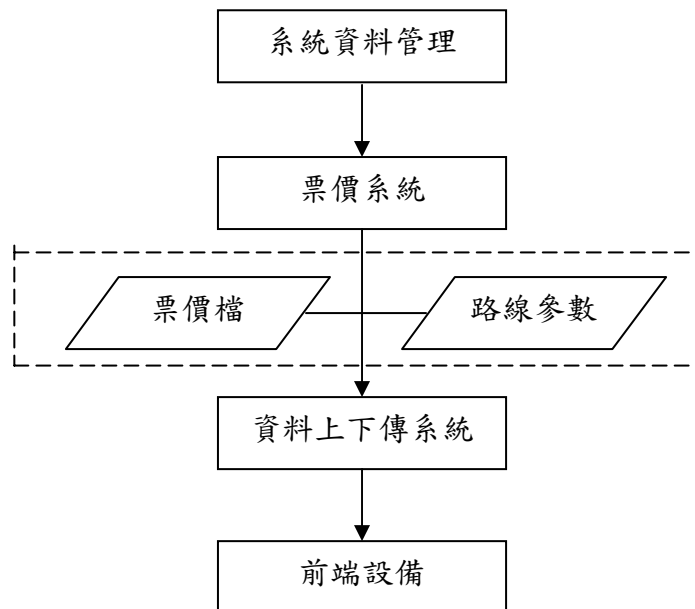 系統資料管理
票價系統
票價檔
路線參數
資料上下傳系統
前端設備